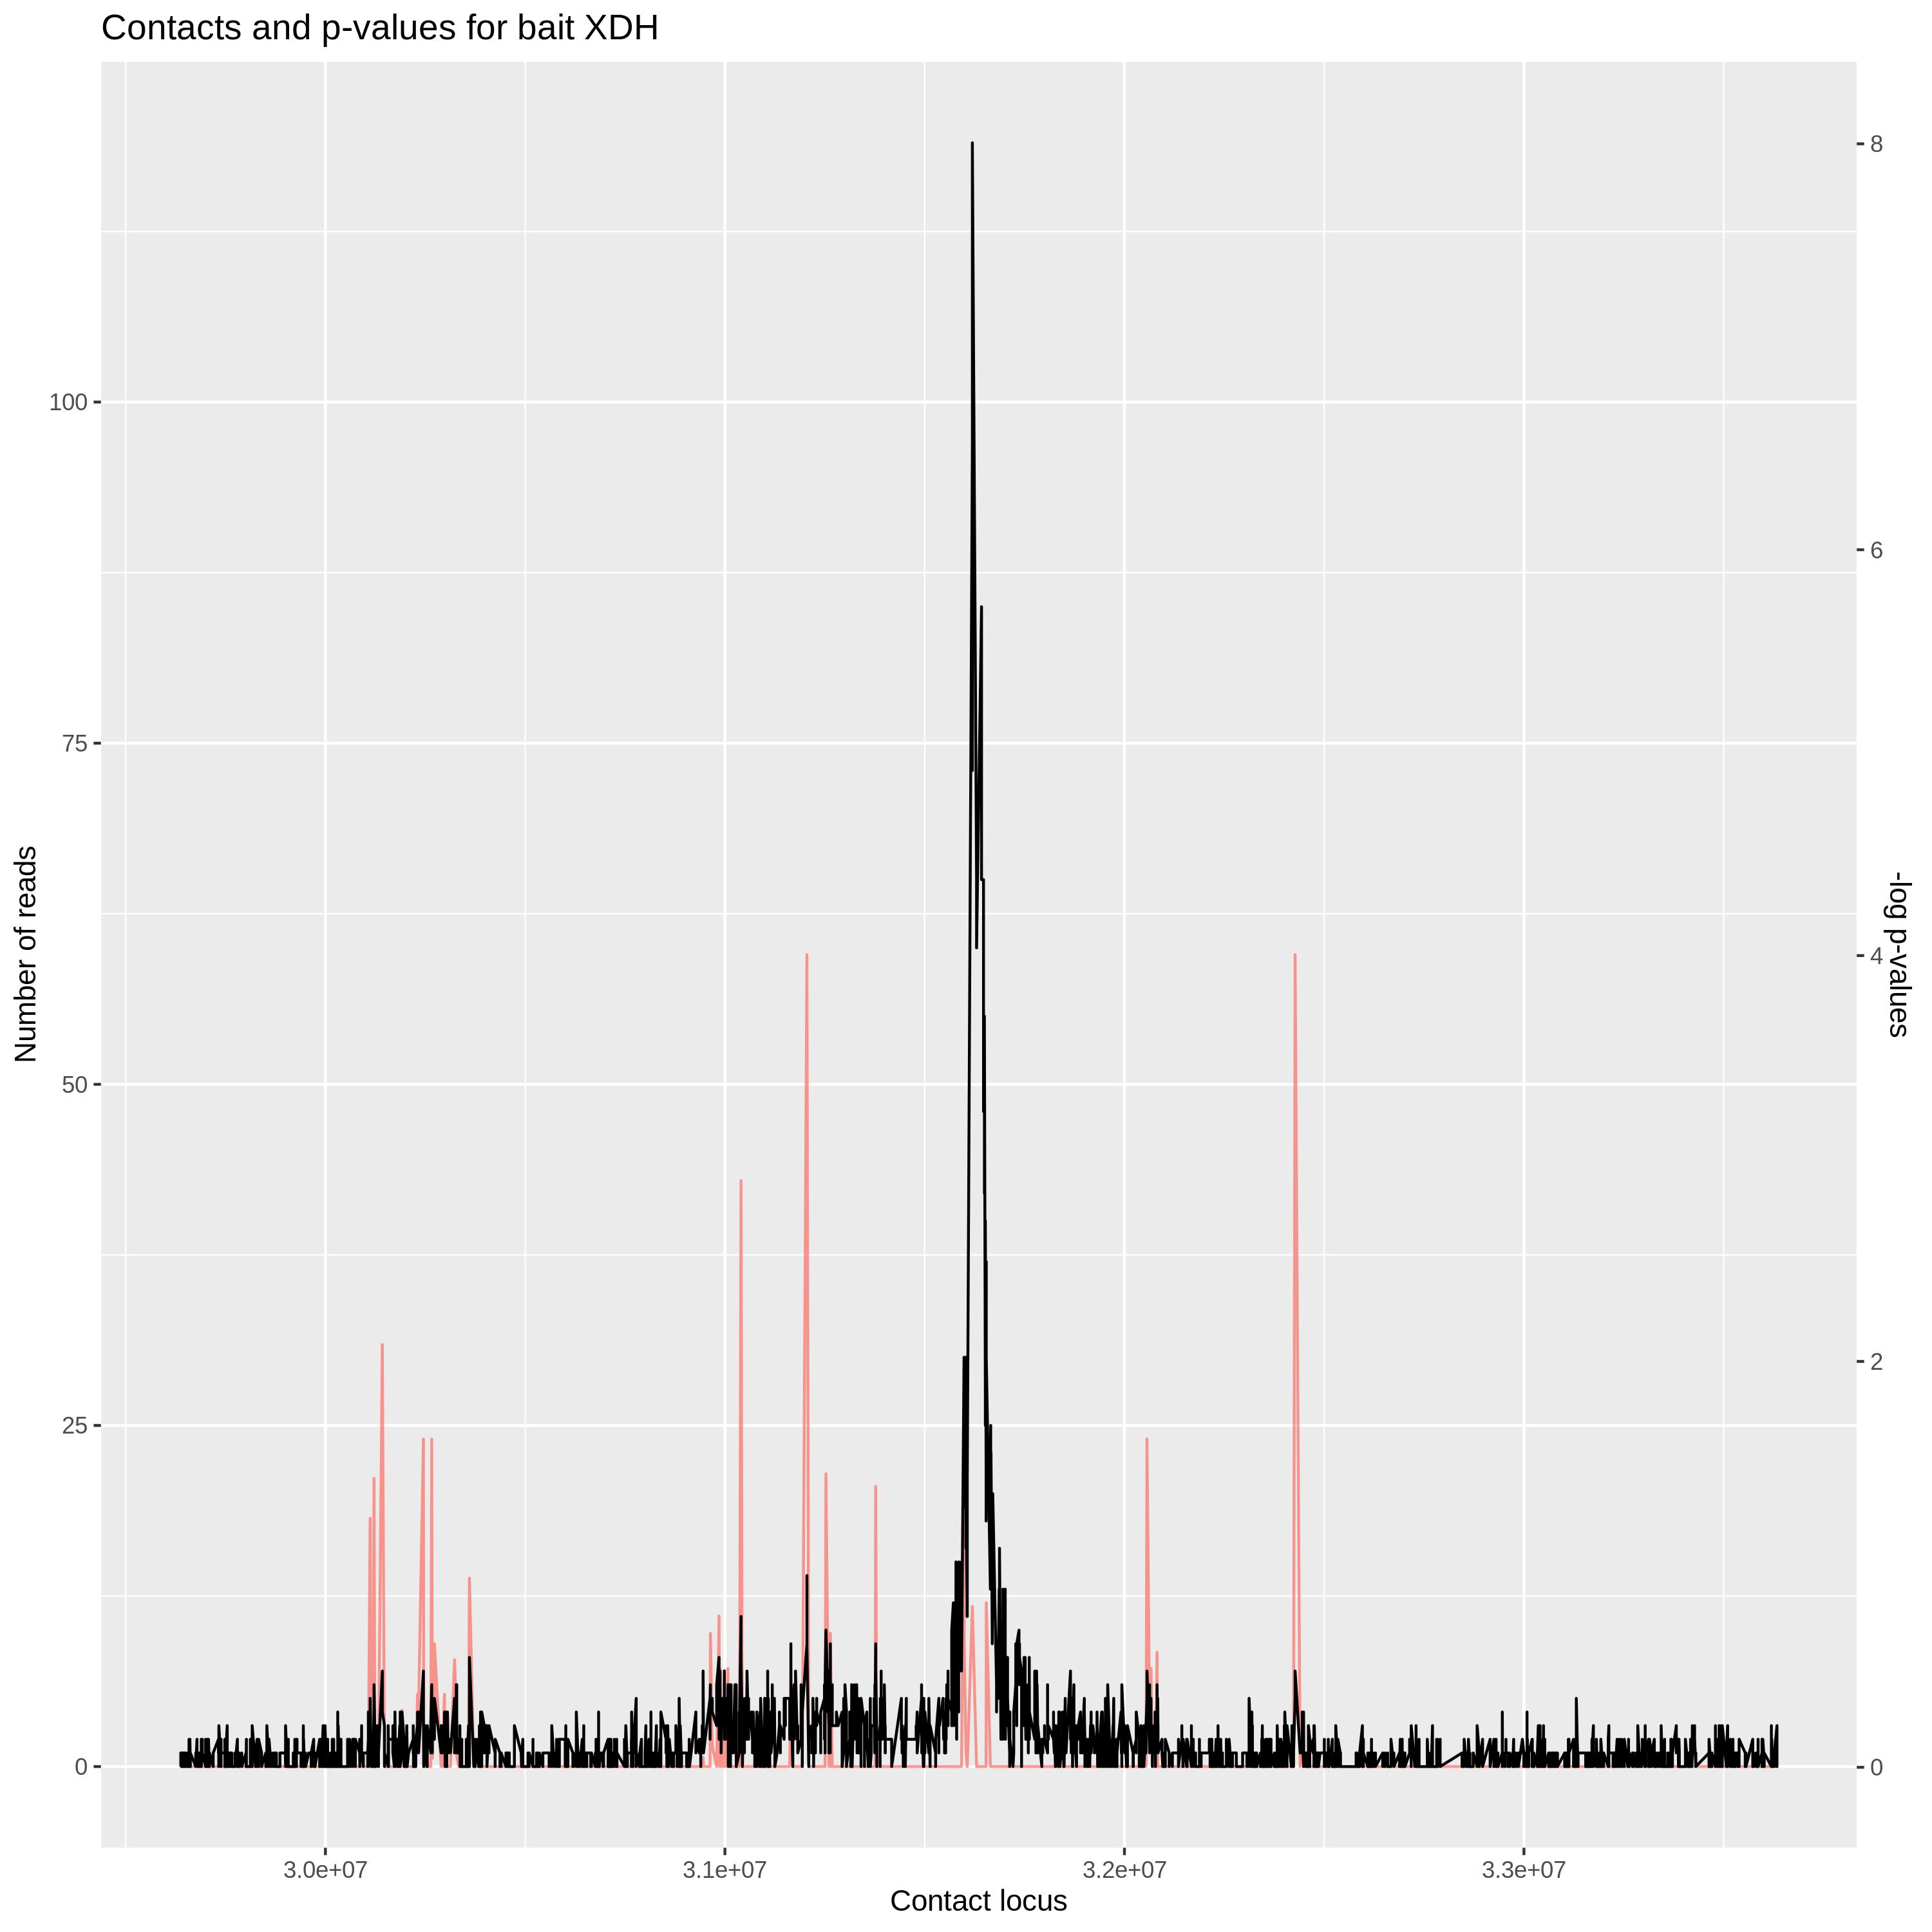 Contacts and p-values for bait XDH
Number of reads
100
75
50
25
0
8
6
4
2
0
-log p-values
3.0e+07
3.1e+07
3.2e+07
3.3e+07
Contact locus